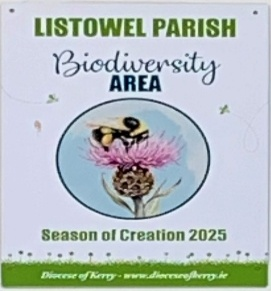 LISTOWEL PARISH
Biodiversity
AREA
Season of Creation 2025
Diocese of Kerry - www.dioceseofkerry.ie